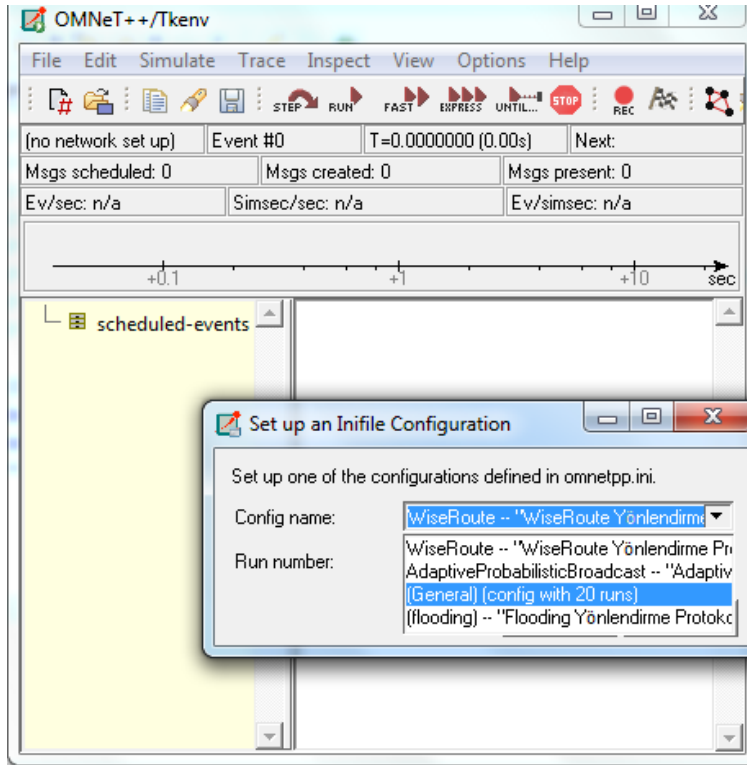 OMNeT++/Tkenv
File Edit Simulate Trace Inspect View Options Help
STEP RUN FAST EXPRESS UNTIL... STOP REC
(no network set up) Event #0 T=0.0000000 (0.00s) Next:
Msgs scheduled: 0 Msgs created: 0 Msgs present: 0
Ev/sec: n/a Simsec/sec: n/a Ev/simsec: n/a
+0.1 +1 +10 sec
scheduled-events
Set up an Inifile Configuration
Set up one of the configurations defined in omnetpp.ini.
Config name: WiseRoute -- "WiseRoute Yönlendirme
WiseRoute -- "WiseRoute Yönlendirme Pr
Run number:
AdaptiveProbabilisticBroadcast -- "Adaptiv
(General) (config with 20 runs)
(flooding) -- "Flooding Yönlendirme Protoko